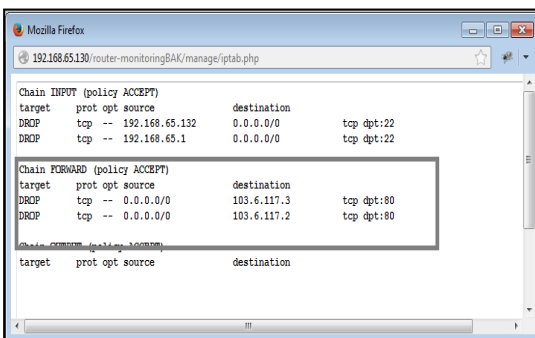 Mozilla Firefox
192.168.65.130/router-monitoringBAK/manage/iptab.php
Chain INPUT (policy ACCEPT)
target prot opt source destination
DROP tcp -- 192.168.65.132 0.0.0.0/0 tcp dpt:22
DROP tcp -- 192.168.65.1 0.0.0.0/0 tcp dpt:22
Chain FORWARD (policy ACCEPT)
target prot opt source destination
DROP tcp -- 0.0.0.0/0 103.6.117.3 tcp dpt:80
DROP tcp -- 0.0.0.0/0 103.6.117.2 tcp dpt:80
Chain OUTPUT (policy ACCEPT)
target prot opt source destination